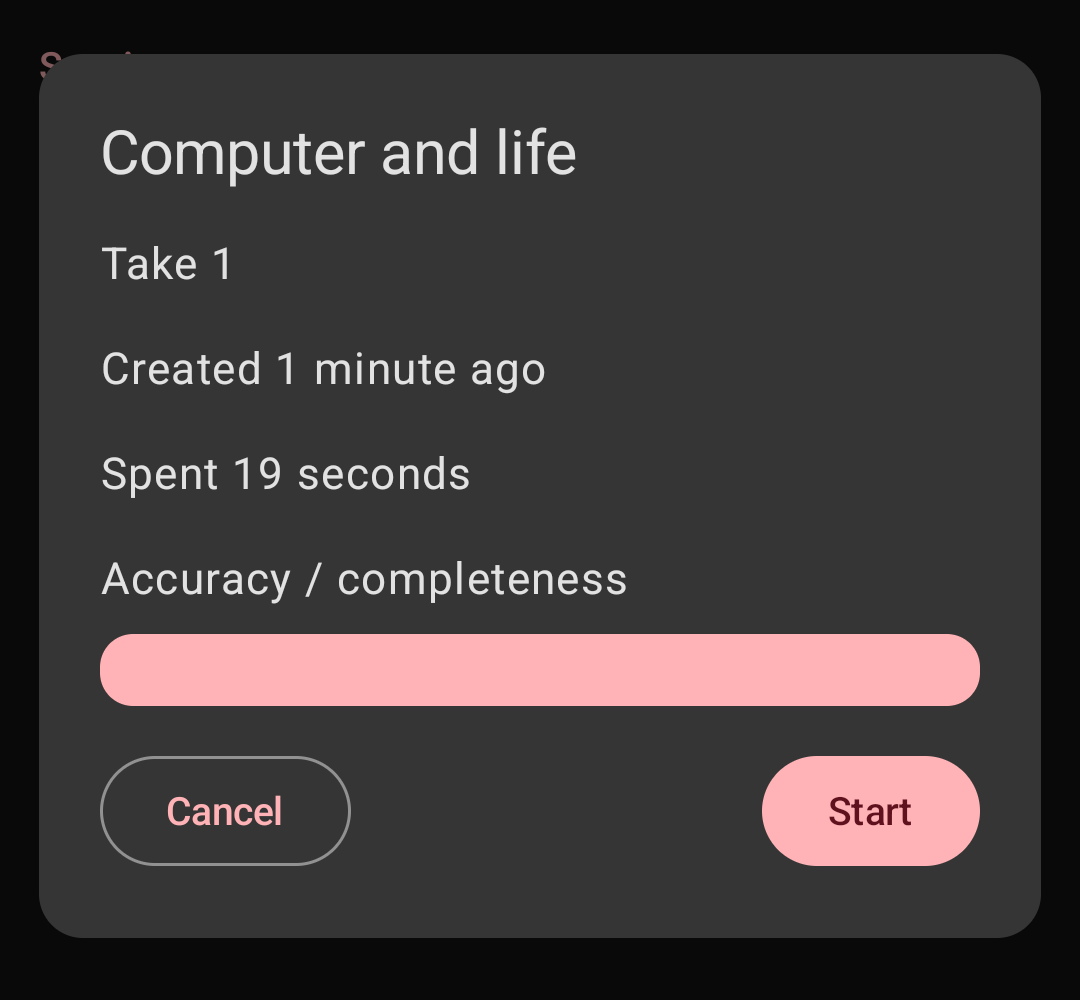 Computer and life
Take 1
Created 1 minute ago
Spent 19 seconds
Accuracy / completeness
Cancel
Start